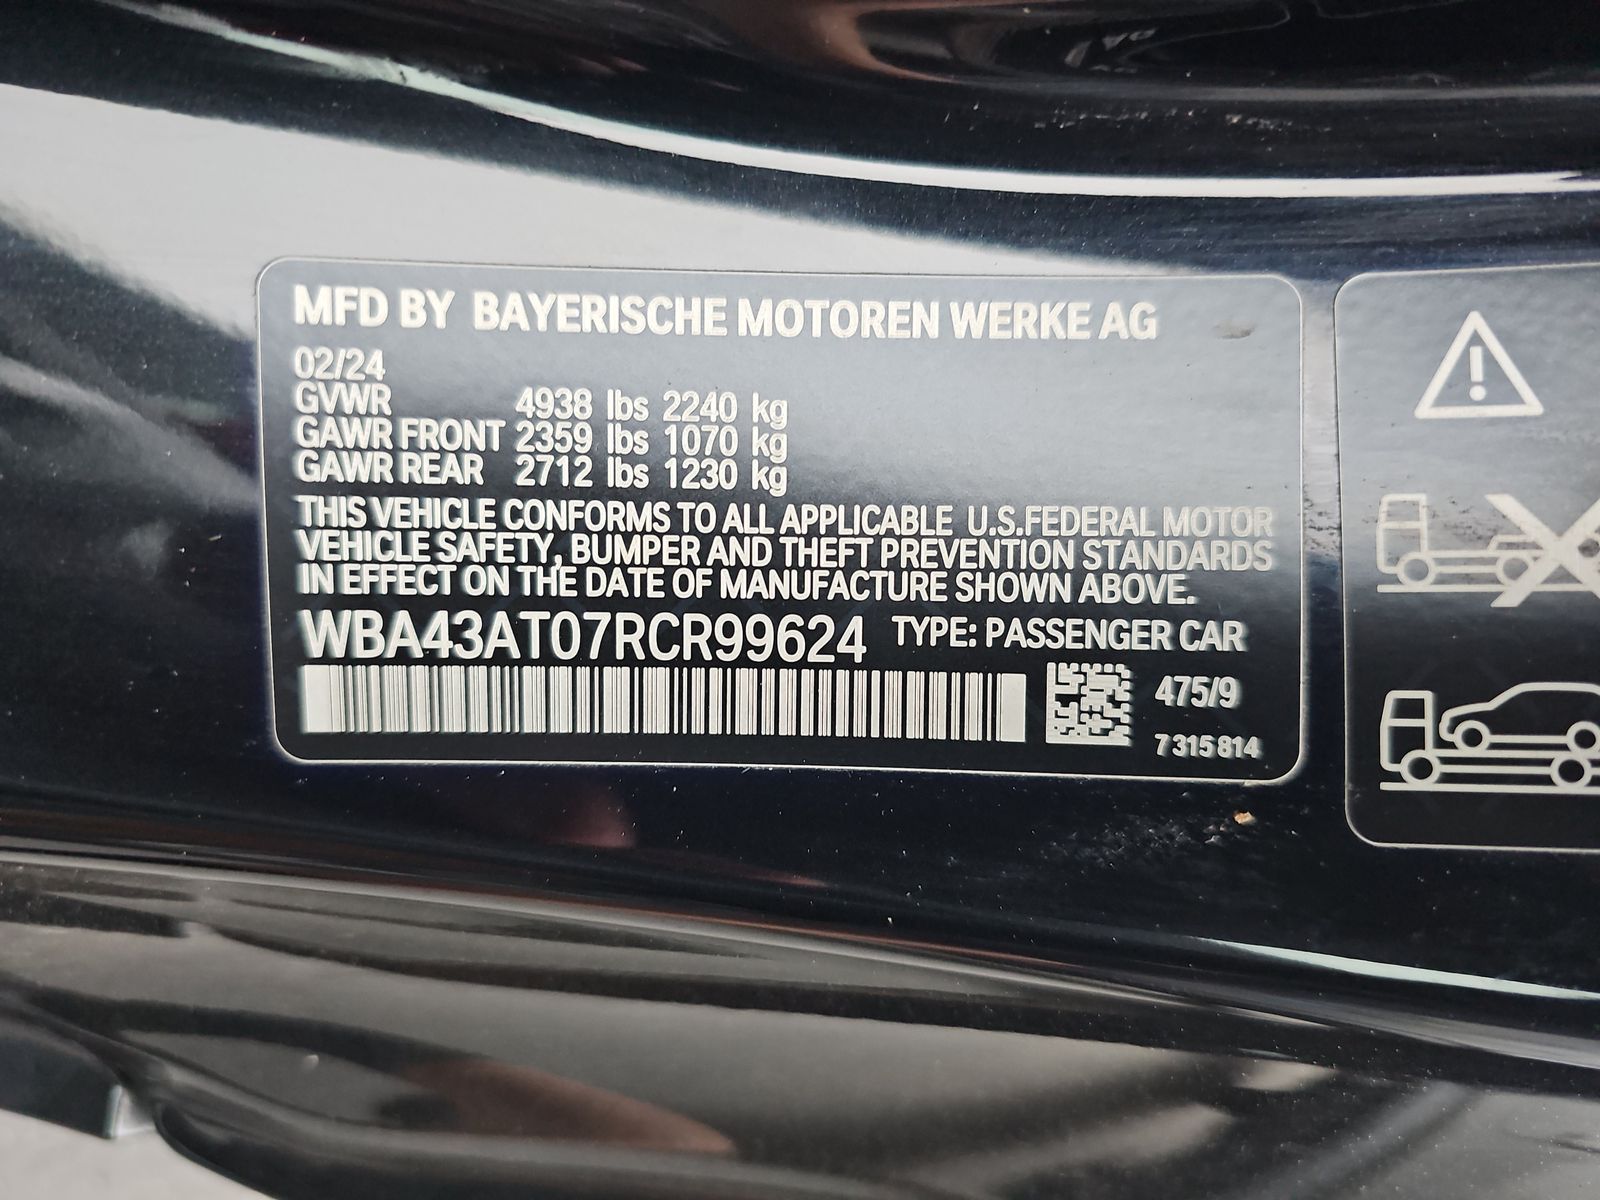 MFD BY BAYERISCHE MOTOREN WERKE AG
02/24
GVWR 4938 lbs 2240 kg
GAWR FRONT 2359 lbs 1070 kg
GAWR REAR 2712 lbs 1230 kg
THIS VEHICLE CONFORMS TO ALL APPLICABLE U.S.FEDERAL MOTOR
VEHICLE SAFETY, BUMPER AND THEFT PREVENTION STANDARDS
IN EFFECT ON THE DATE OF MANUFACTURE SHOWN ABOVE.
WBA43AT07RCR99624 TYPE: PASSENGER CAR
475/9
7 315 814